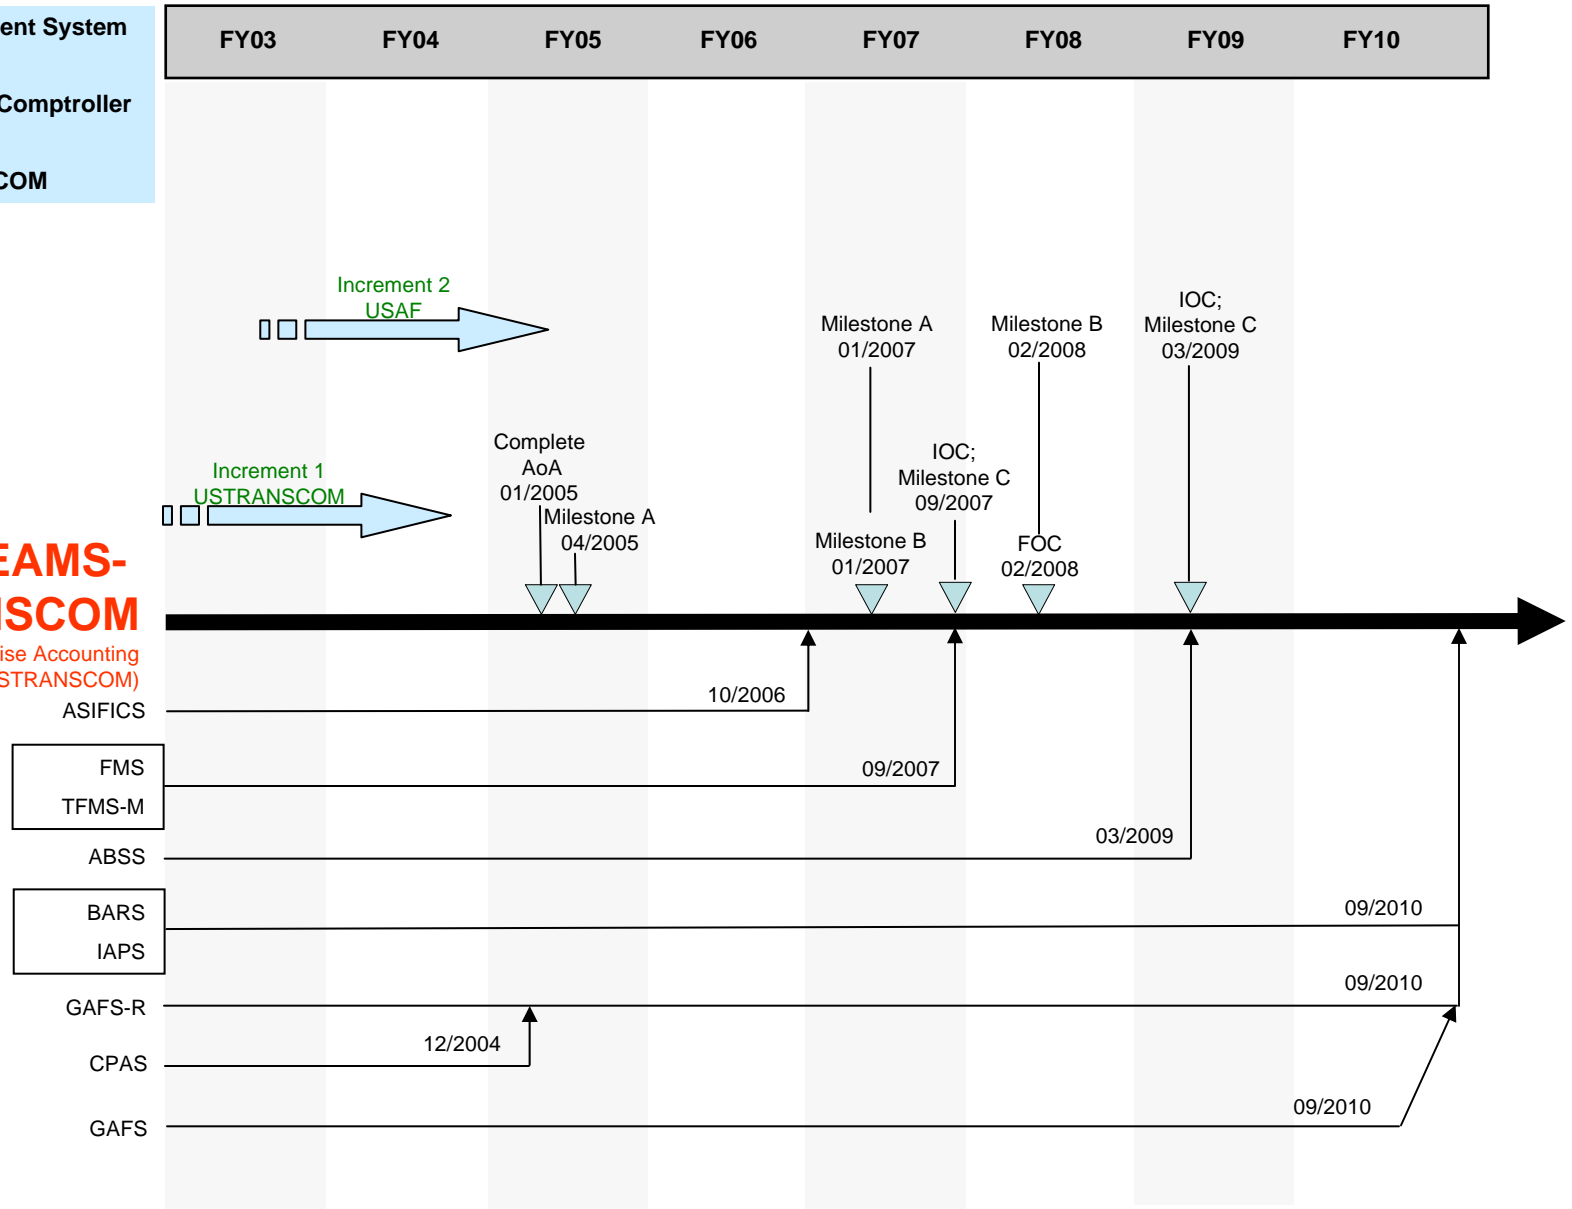 ent System
Comptroller
COM
FY03 FY04 FY05 FY06 FY07 FY08 FY09 FY10
Increment 2
USAF
Milestone A
01/2007
Milestone B
02/2008
IOC;
Milestone C
03/2009
Increment 1
USTRANSCOM
Complete
AoA
01/2005
Milestone A
04/2005
IOC;
Milestone C
09/2007
Milestone B
01/2007
FOC
02/2008
EAMS-
NSCOM
ise Accounting
STRANSCOM)
ASIFICS
10/2006
FMS
TFMS-M
09/2007
ABSS
03/2009
BARS
IAPS
09/2010
GAFS-R
09/2010
CPAS
12/2004
GAFS
09/2010